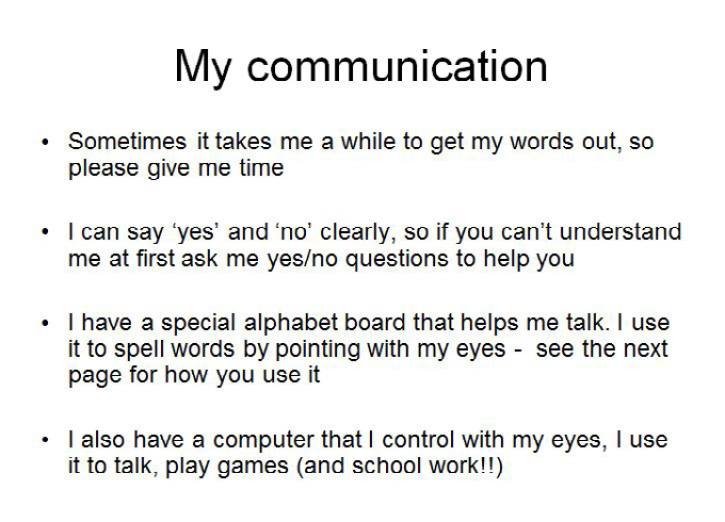 My communication
• Sometimes it takes me a while to get my words out, so
please give me time
• I can say ‘yes’ and ‘no’ clearly, so if you can’t understand
me at first ask me yes/no questions to help you
• I have a special alphabet board that helps me talk. I use
it to spell words by pointing with my eyes -  see the next
page for how you use it
• I also have a computer that I control with my eyes, I use
it to talk, play games (and school work!!)